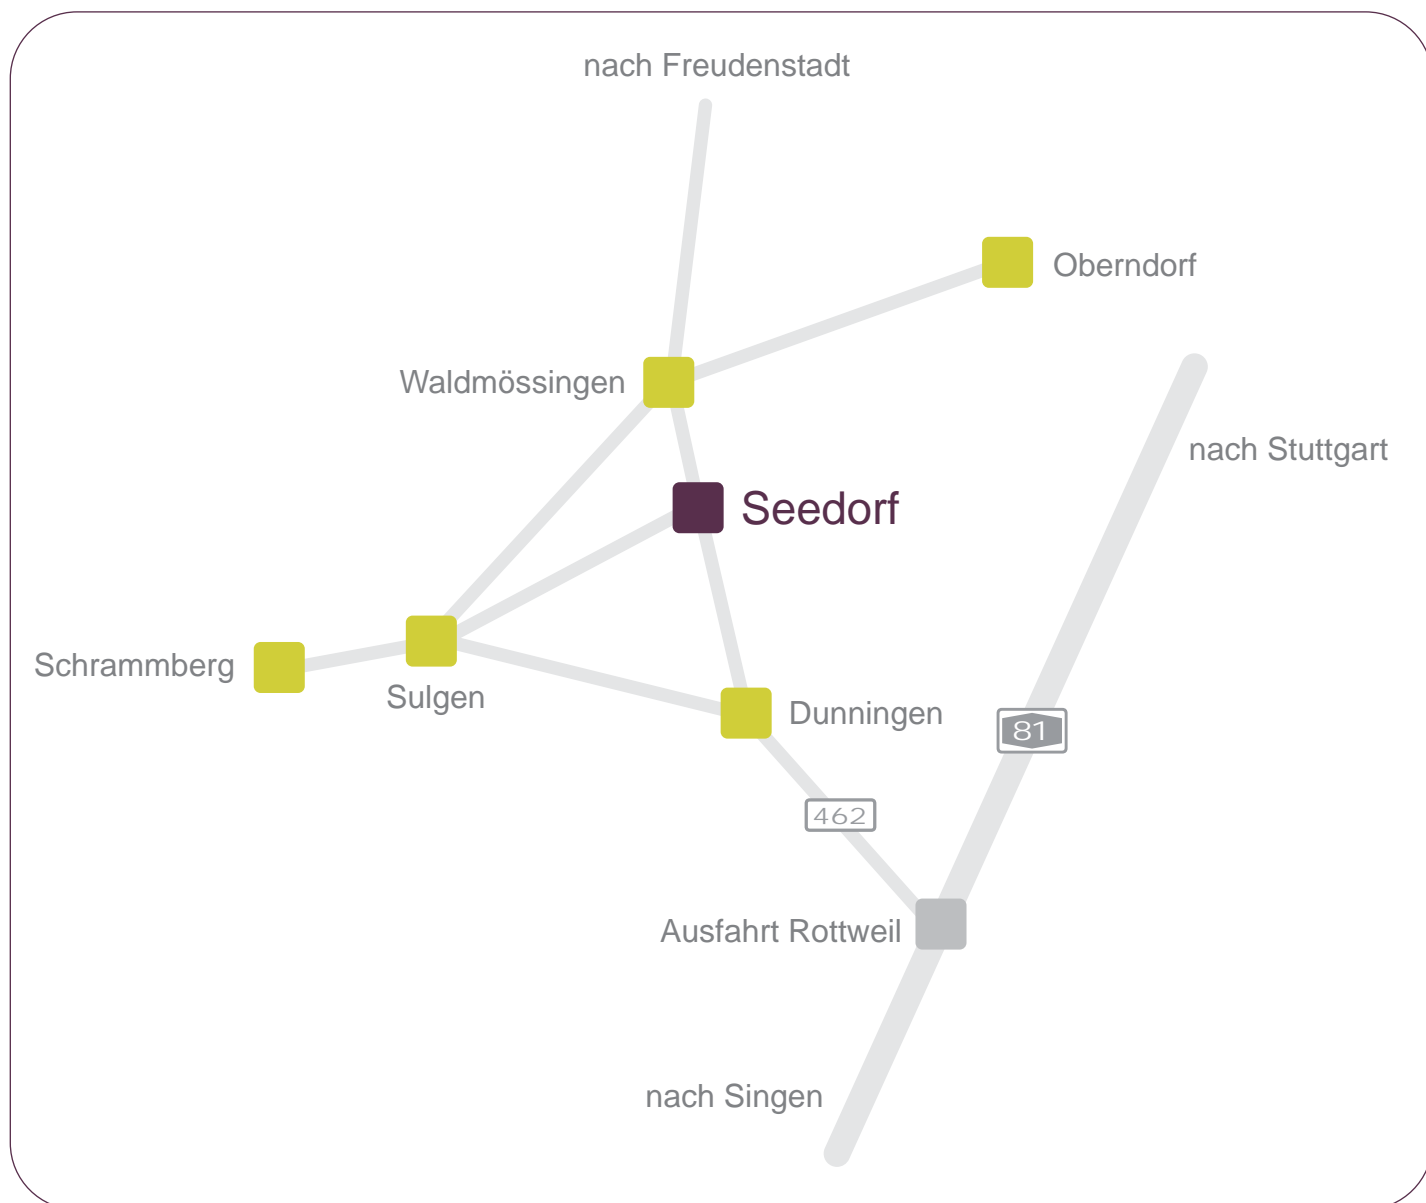 nach Freudenstadt
Oberndorf
Waldmössingen
nach Stuttgart
Seedorf
Schrammberg
Sulgen
Dunningen
81
462
Ausfahrt Rottweil
nach Singen